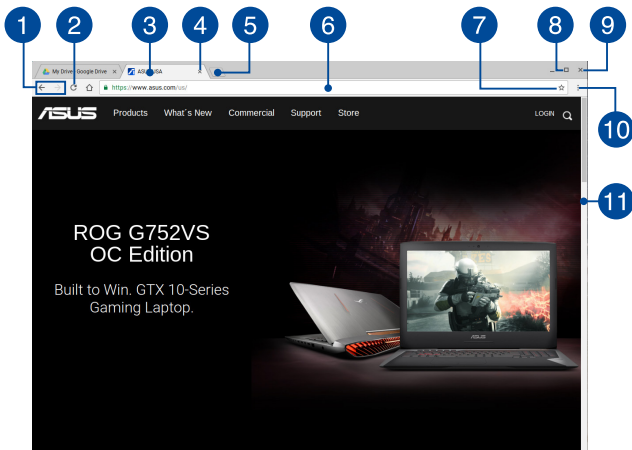 1 2 3 4 5 6 7 8 9
My Drive - Google Drive × ASUS USA ×
https://www.asus.com/us/
10
ASUS Products What`s New Commercial Support Store LOGIN
11
ROG G752VS
OC Edition
Built to Win. GTX 10-Series
Gaming Laptop.